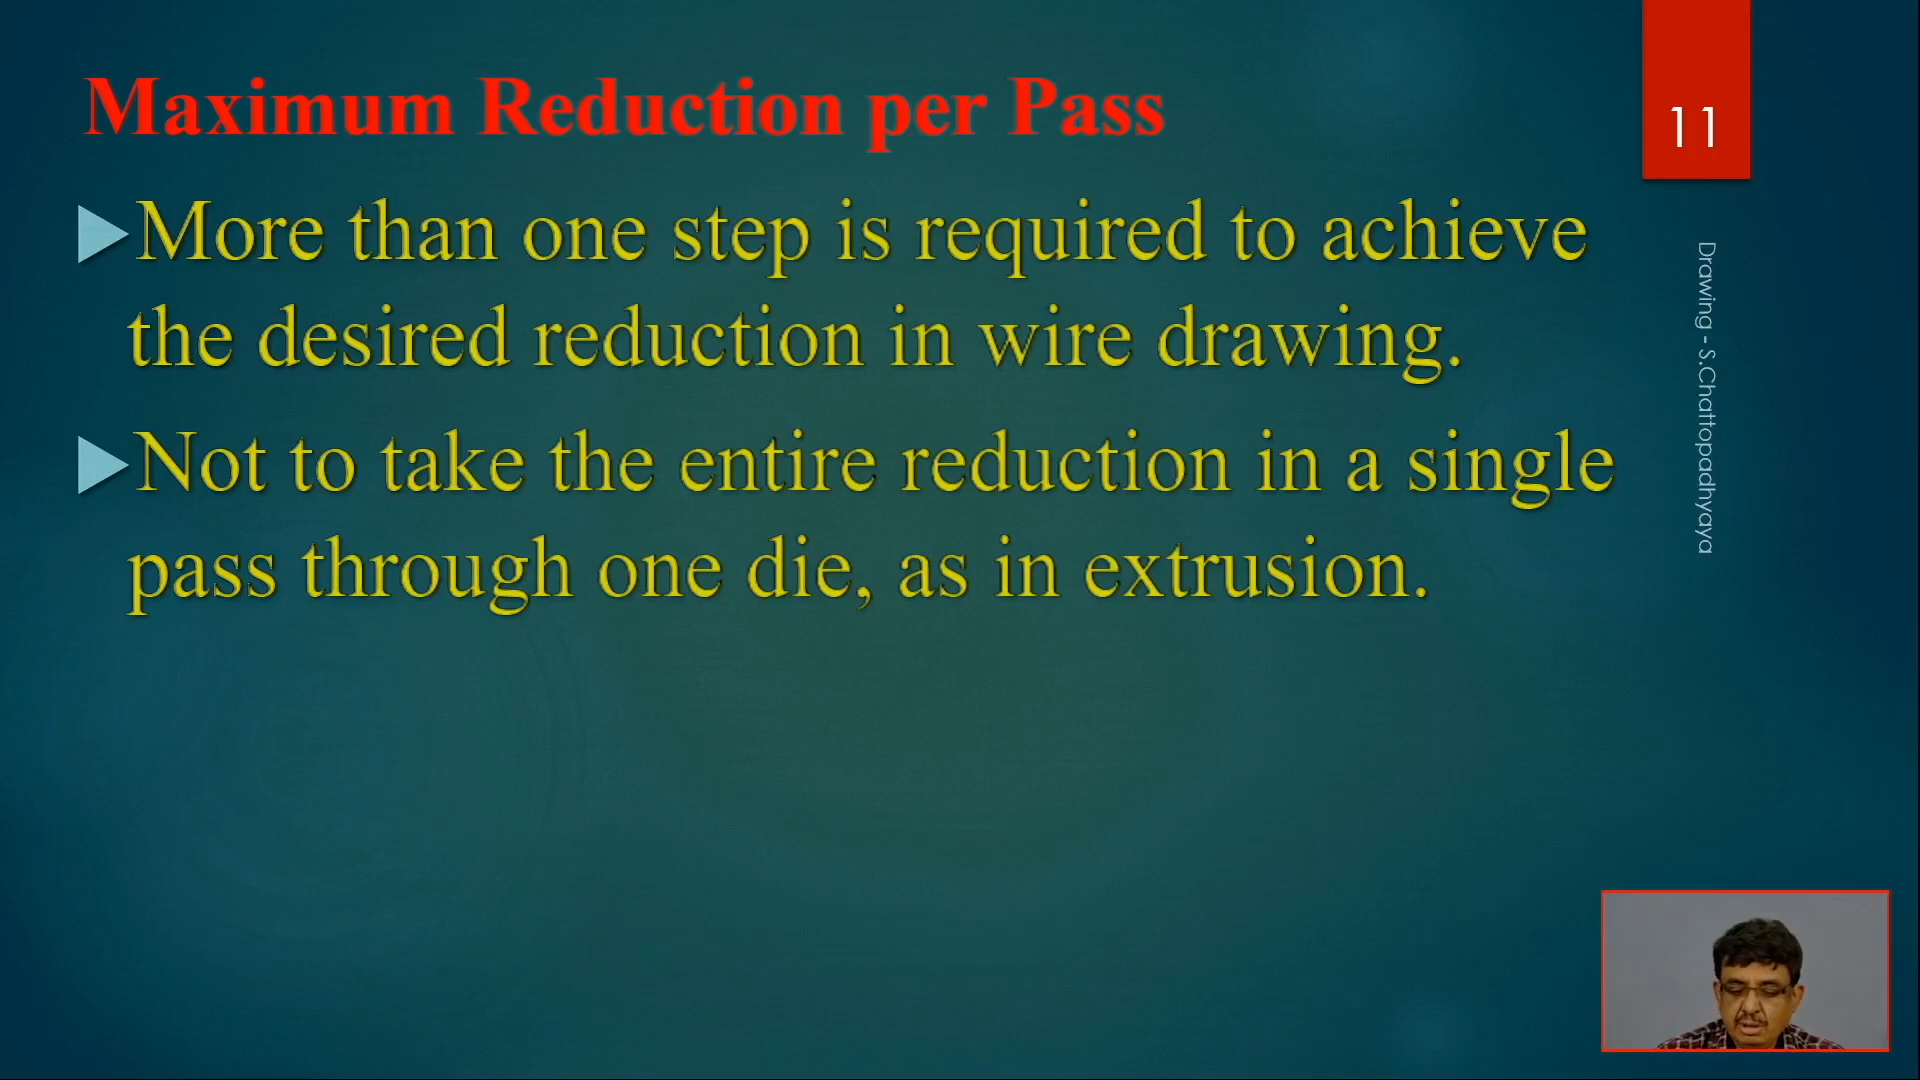 Maximum Reduction per Pass
11
More than one step is required to achieve
the desired reduction in wire drawing.
Not to take the entire reduction in a single
pass through one die, as in extrusion.
Drawing - S.Chattopadhyaya